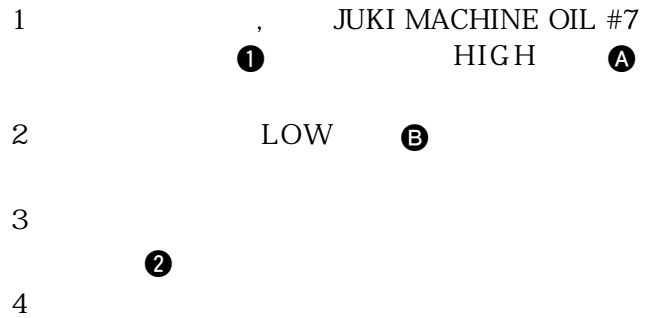 1 , JUKI MACHINE OIL #7
❶ HIGH Ⓐ
2 LOW Ⓑ
3
❷
4